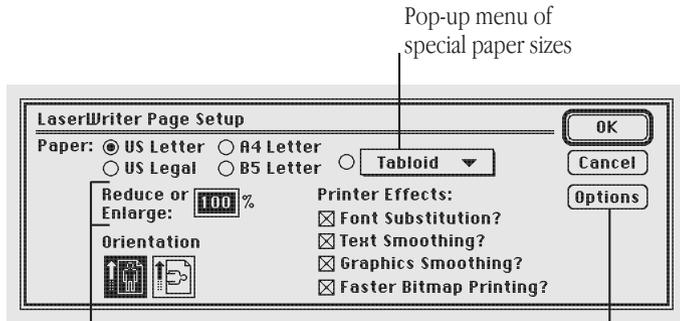 Pop-up menu of
special paper sizes
LaserWriter Page Setup
OK
Paper: US Letter A4 Letter
US Legal B5 Letter
Tabloid
Cancel
Reduce or
Enlarge: 100 %
Printer Effects:
Options
Font Substitution?
Orientation
Text Smoothing?
Graphics Smoothing?
Faster Bitmap Printing?